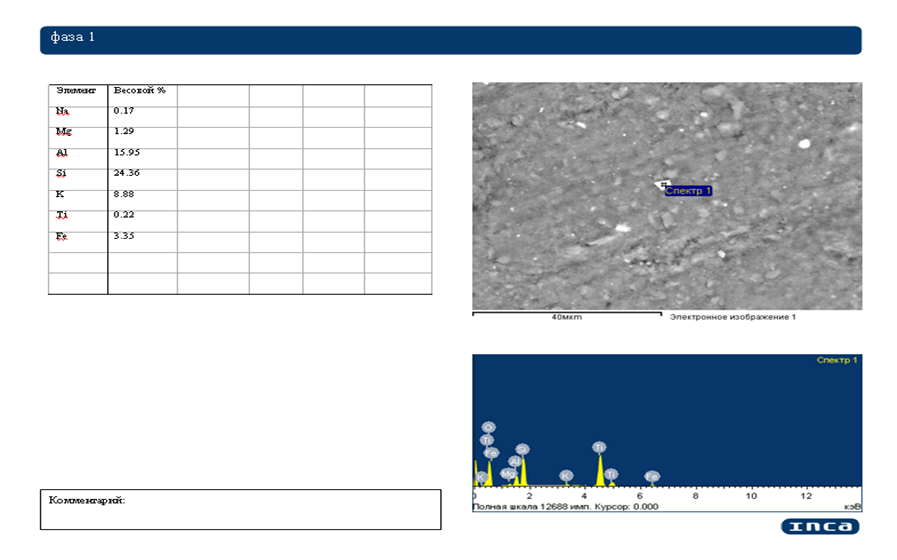 фаза 1
Элемент Весовой %
Na 0.17
Mg 1.29
Al 15.95
Si 24.36
K 8.88
Ti 0.22
Fe 3.35
Спектр 1
40мкm Электронное изображение 1
Спектр 1
O
Ti
Fe
K
Mg
Al
Si
K
Ti
Ti
Fe
0 2 4 6 8 10 12
Полная шкала 12688 имп. Курсор: 0.000 кэВ
Комментарий:
INCA